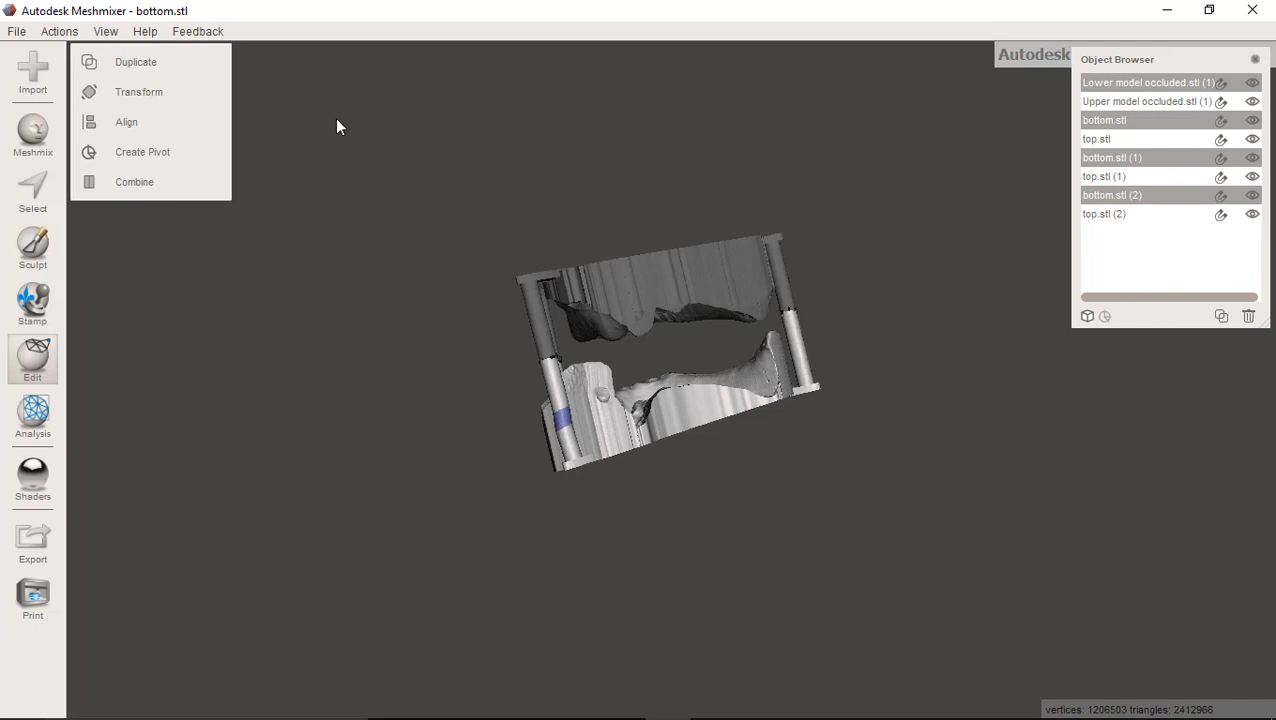 Autodesk Meshmixer - bottom.stl
File Actions View Help Feedback
Import
Meshmix
Select
Sculpt
Stamp
Edit
Analysis
Shaders
Export
Print
Duplicate
Transform
Align
Create Pivot
Combine
Autodesk
Object Browser
Lower model occluded.stl (1)
Upper model occluded.stl (1)
bottom.stl
top.stl
bottom.stl (1)
top.stl (1)
bottom.stl (2)
top.stl (2)
vertices: 1206503 triangles: 2412966